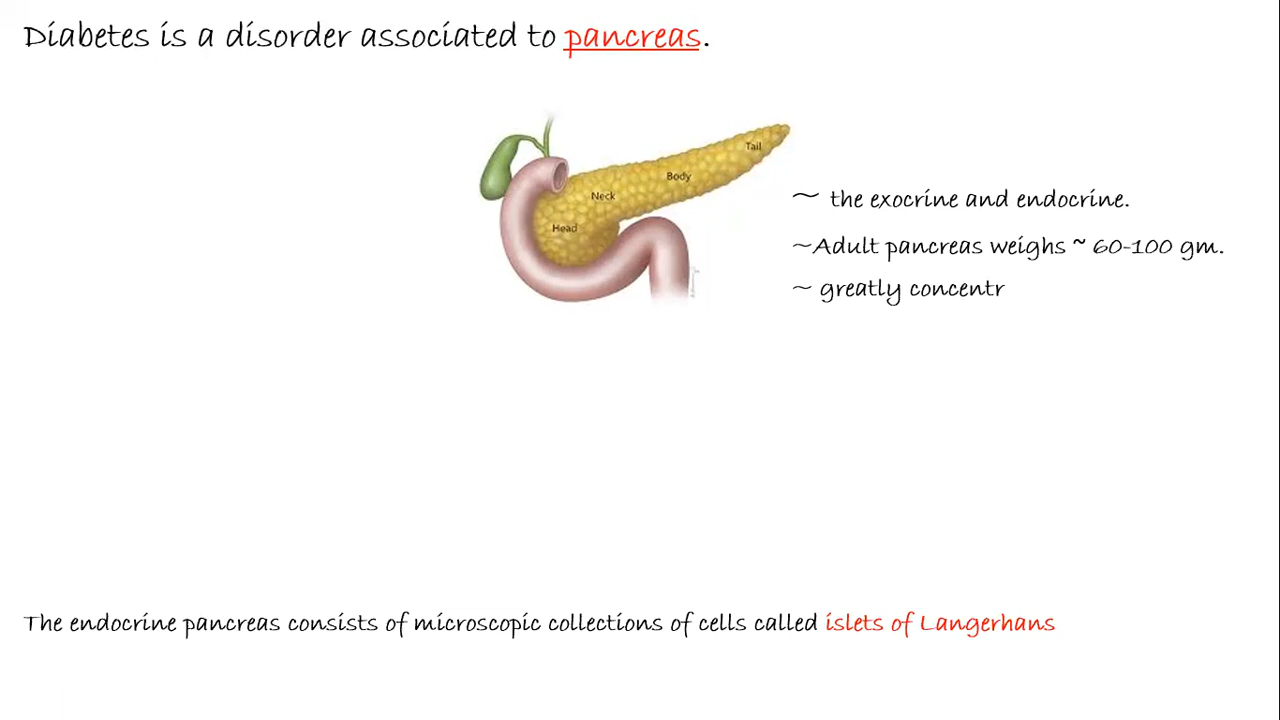 Diabetes is a disorder associated to pancreas.
Tail
Body
Neck
Head
~ the exocrine and endocrine.
~Adult pancreas weighs ~ 60-100 gm.
~ greatly concentr
The endocrine pancreas consists of microscopic collections of cells called islets of Langerhans